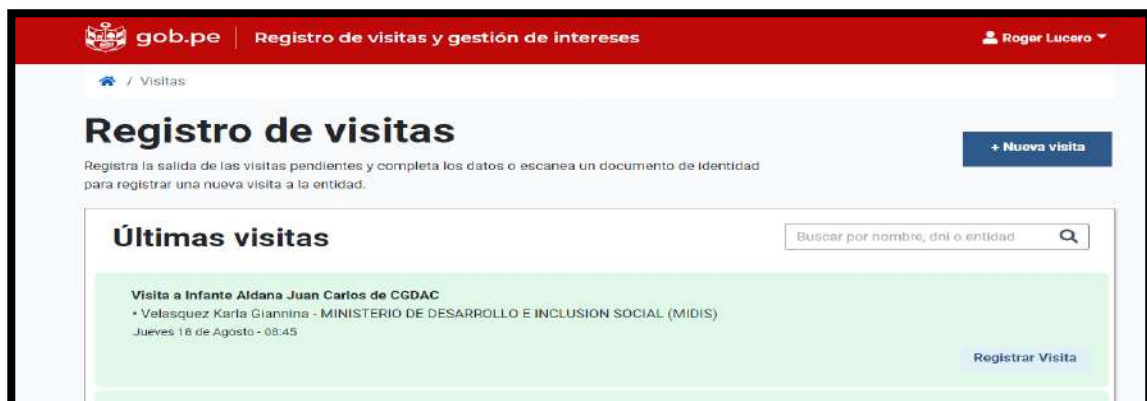 gob.pe | Registro de visitas y gestión de intereses
Roger Lucero
/ Visitas
Registro de visitas
+ Nueva visita
Registra la salida de las visitas pendientes y completa los datos o escanea un documento de identidad
para registrar una nueva visita a la entidad.
Últimas visitas
Buscar por nombre, dni o entidad
Visita a Infante Aldana Juan Carlos de CGDAC
• Velasquez Karla Giannina - MINISTERIO DE DESARROLLO E INCLUSION SOCIAL (MIDIS)
Jueves 18 de Agosto - 08:45
Registrar Visita